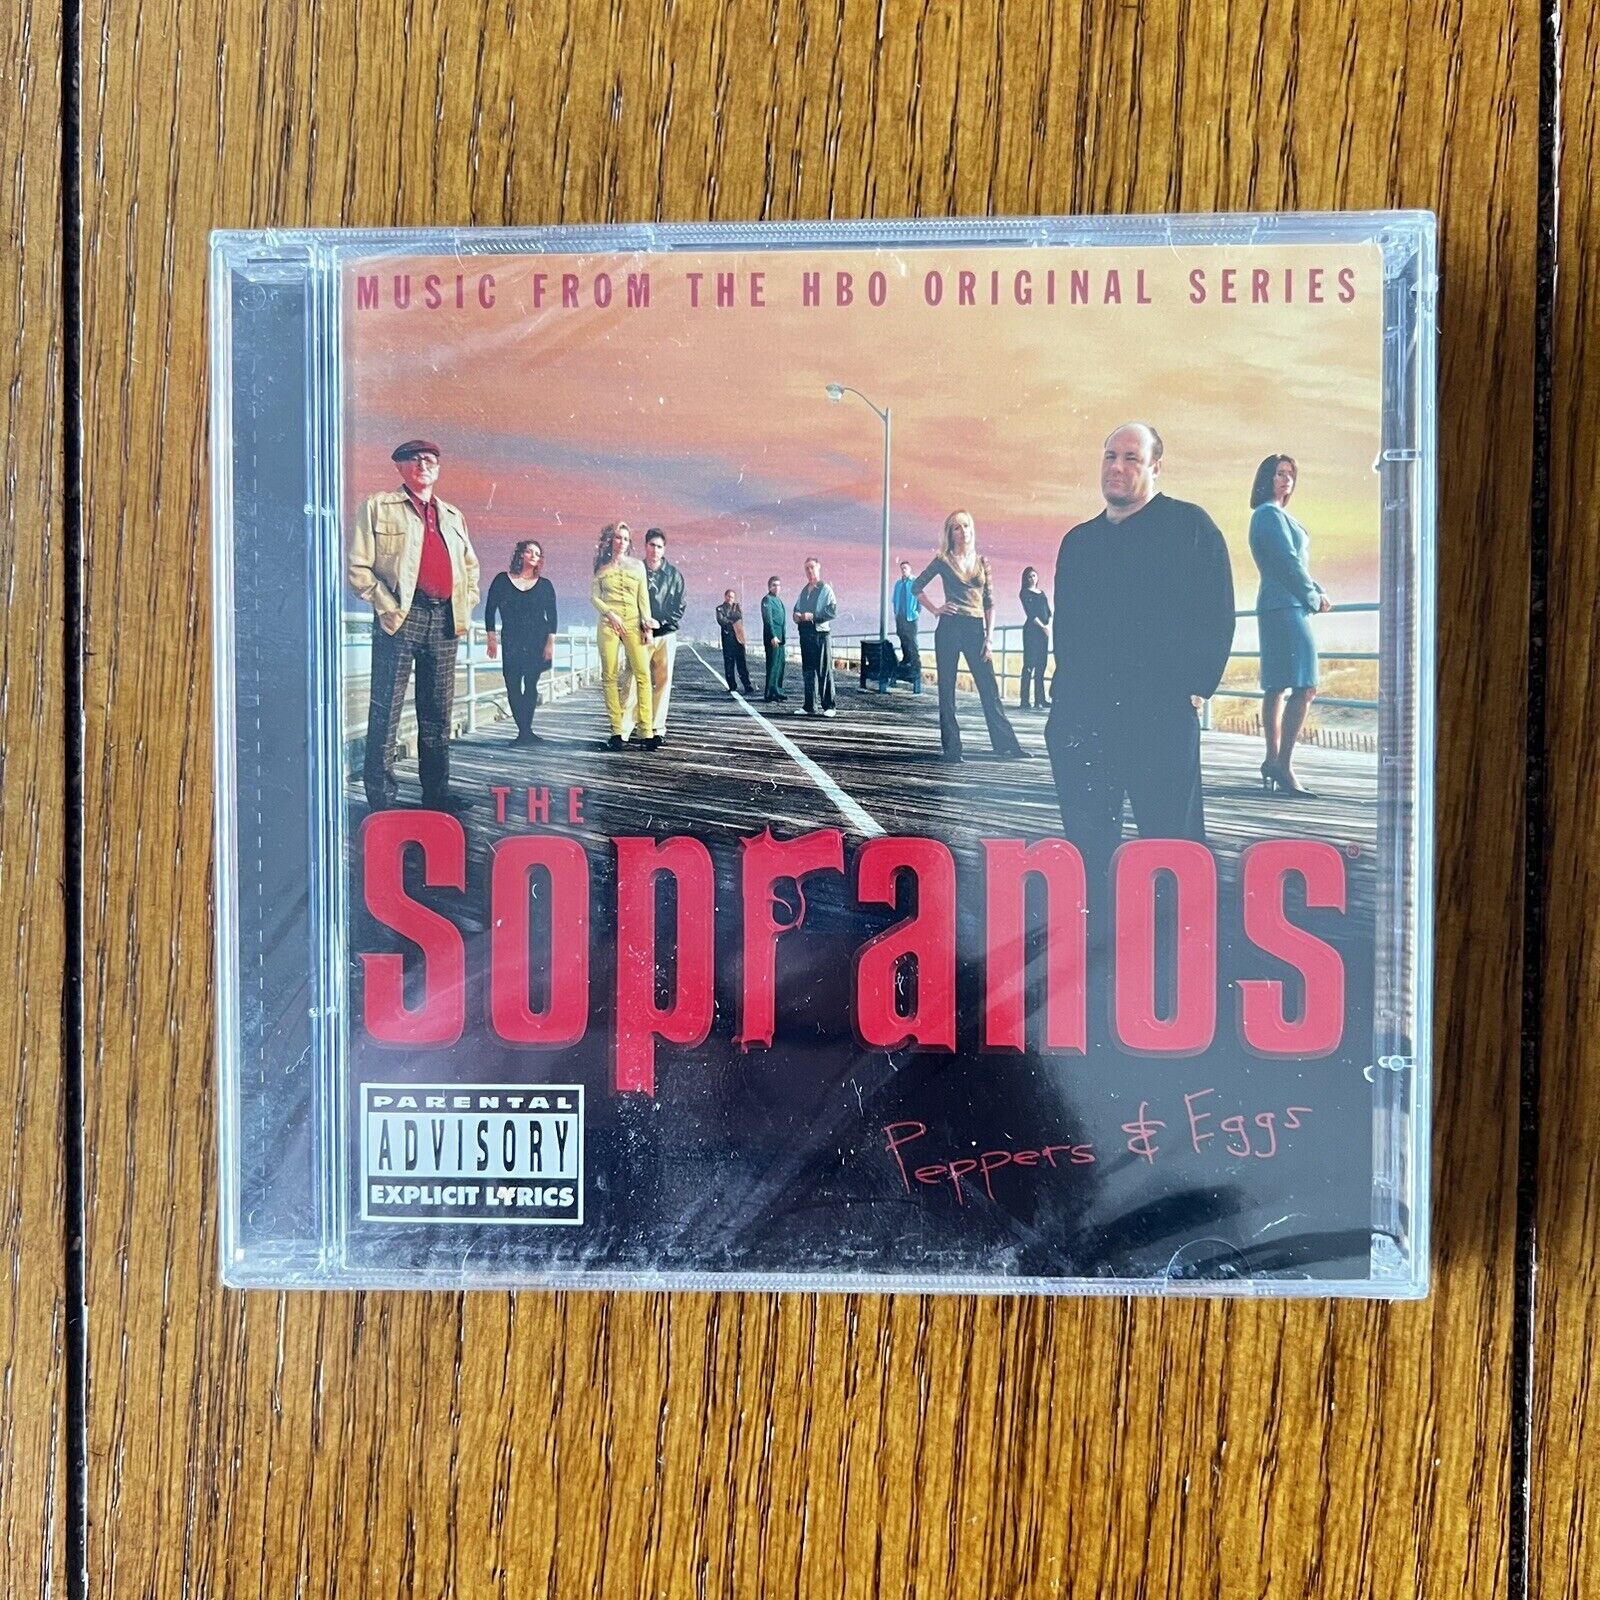 MUSIC FROM THE HBO ORIGINAL SERIES
THE
Sopranos®
PARENTAL
ADVISORY
EXPLICIT LYRICS
Peppers & Eggs